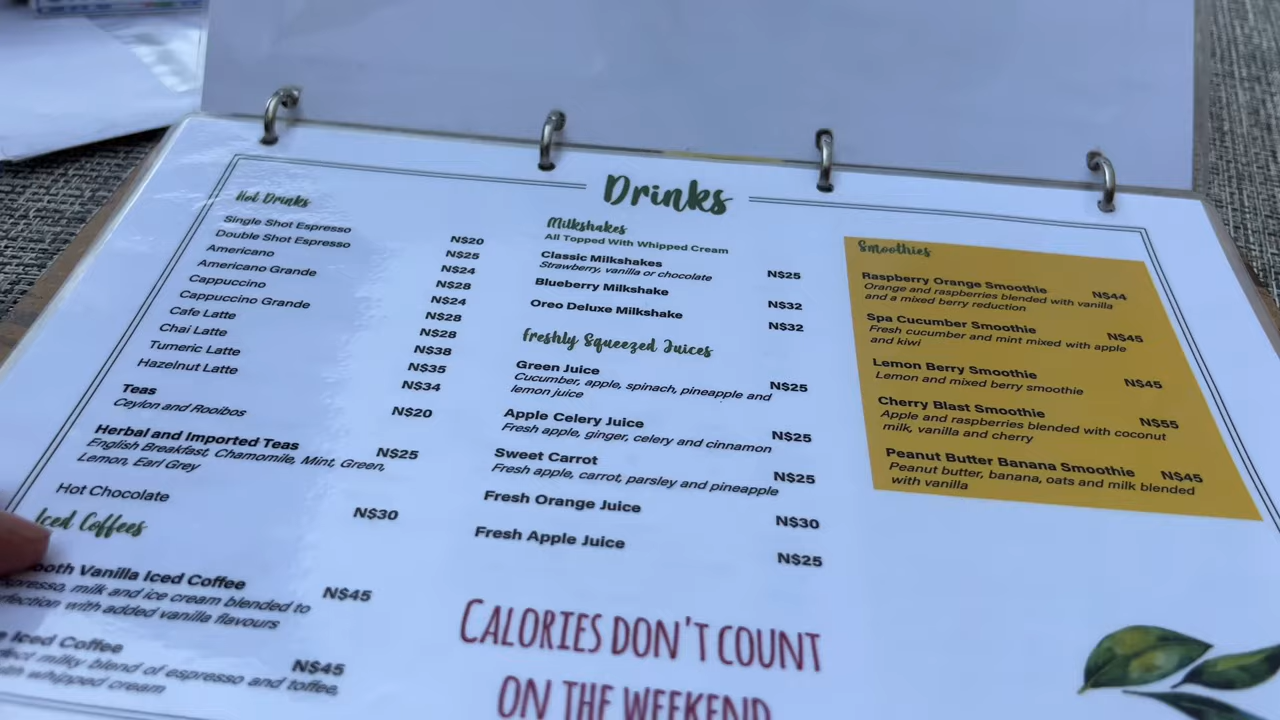 Drinks
Hot Drinks
Single Shot Espresso N$20
Double Shot Espresso N$25
Americano N$24
Americano Grande N$28
Cappuccino N$24
Cappuccino Grande N$28
Cafe Latte N$28
Chai Latte N$38
Tumeric Latte N$35
Hazelnut Latte N$34
Teas N$20
Ceylon and Rooibos
Herbal and Imported Teas N$25
English Breakfast, Chamomile, Mint, Green,
Lemon, Earl Grey
Hot Chocolate N$30
Iced Coffees
Vanilla Iced Coffee N$45
milk and ice cream blended to
with added vanilla flavours
Iced Coffee N$45
milky blend of espresso and toffee,
whipped cream
Milkshakes
All Topped With Whipped Cream
Classic Milkshakes N$25
Strawberry, vanilla or chocolate
Blueberry Milkshake N$32
Oreo Deluxe Milkshake N$32
Freshly Squeezed Juices
Green Juice N$25
Cucumber, apple, spinach, pineapple and
lemon juice
Apple Celery Juice N$25
Fresh apple, ginger, celery and cinnamon
Sweet Carrot N$25
Fresh apple, carrot, parsley and pineapple
Fresh Orange Juice N$30
Fresh Apple Juice N$25
CALORIES DON'T COUNT
ON THE WEEKEND
Smoothies
Raspberry Orange Smoothie N$44
Orange and raspberries blended with vanilla
and a mixed berry reduction
Spa Cucumber Smoothie N$45
Fresh cucumber and mint mixed with apple
and kiwi
Lemon Berry Smoothie N$45
Lemon and mixed berry smoothie
Cherry Blast Smoothie N$55
Apple and raspberries blended with coconut
milk, vanilla and cherry
Peanut Butter Banana Smoothie N$45
Peanut butter, banana, oats and milk blended
with vanilla